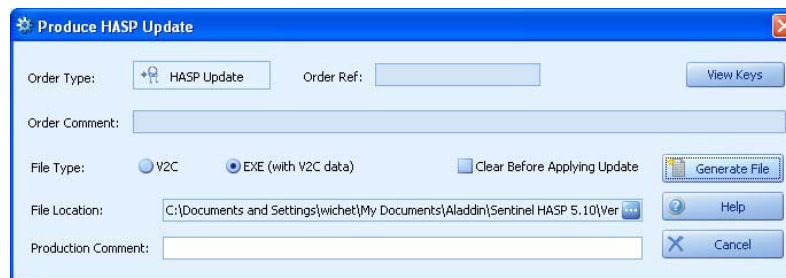 Produce HASP Update
Order Type: HASP Update Order Ref: View Keys
Order Comment:
File Type: V2C EXE (with V2C data) Clear Before Applying Update Generate File
File Location: C:\Documents and Settings\wichet\My Documents\Aladdin\Sentinel HASP 5.10\Ver ... Help
Production Comment: Cancel